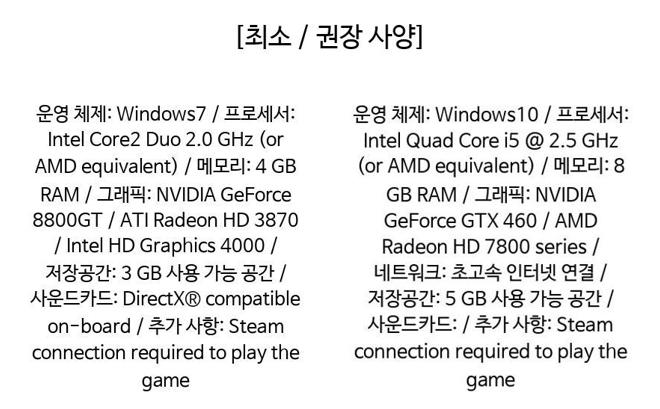 [최소 / 권장 사양]
운영 체제: Windows7 / 프로세서:
Intel Core2 Duo 2.0 GHz (or
AMD equivalent) / 메모리: 4 GB
RAM / 그래픽: NVIDIA GeForce
8800GT / ATI Radeon HD 3870
/ Intel HD Graphics 4000 /
저장공간: 3 GB 사용 가능 공간 /
사운드카드: DirectX® compatible
on-board / 추가 사항: Steam
connection required to play the
game
운영 체제: Windows10 / 프로세서:
Intel Quad Core i5 @ 2.5 GHz
(or AMD equivalent) / 메모리: 8
GB RAM / 그래픽: NVIDIA
GeForce GTX 460 / AMD
Radeon HD 7800 series /
네트워크: 초고속 인터넷 연결 /
저장공간: 5 GB 사용 가능 공간 /
사운드카드: / 추가 사항: Steam
connection required to play the
game